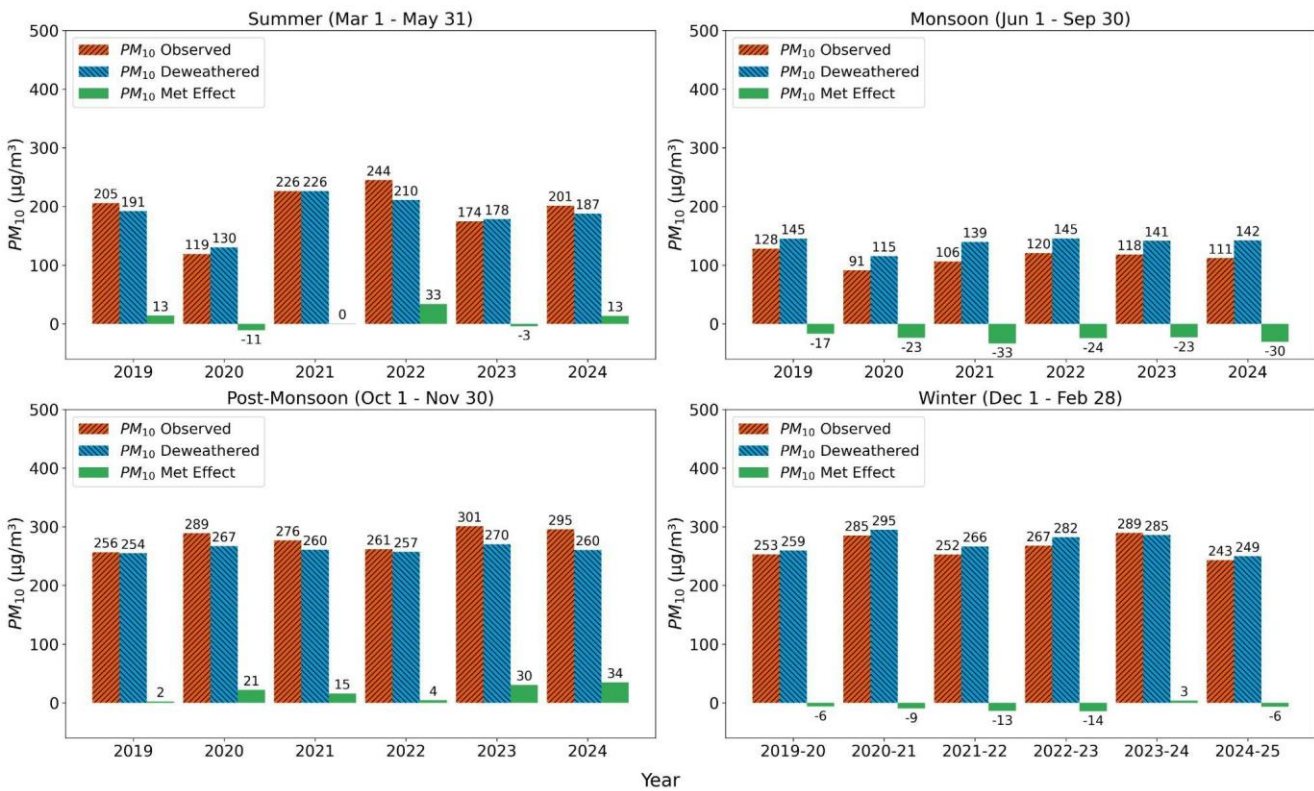 Summer (Mar 1 - May 31)
500
400
300
200
100
0
PM10 (µg/m³)
PM10 Observed
PM10 Deweathered
PM10 Met Effect
205 191 13
119 130 -11
226 226 0
244 210 33
174 178 -3
201 187 13
2019 2020 2021 2022 2023 2024
Monsoon (Jun 1 - Sep 30)
500
400
300
200
100
0
PM10 (µg/m³)
PM10 Observed
PM10 Deweathered
PM10 Met Effect
128 145 -17
91 115 -23
106 139 -33
120 145 -24
118 141 -23
111 142 -30
2019 2020 2021 2022 2023 2024
Post-Monsoon (Oct 1 - Nov 30)
500
400
300
200
100
0
PM10 (µg/m³)
PM10 Observed
PM10 Deweathered
PM10 Met Effect
256 254 2
289 267 21
276 260 15
261 257 4
301 270 30
295 260 34
2019 2020 2021 2022 2023 2024
Winter (Dec 1 - Feb 28)
500
400
300
200
100
0
PM10 (µg/m³)
PM10 Observed
PM10 Deweathered
PM10 Met Effect
253 259 -6
285 295 -9
252 266 -13
267 282 -14
289 285 3
243 249 -6
2019-20 2020-21 2021-22 2022-23 2023-24 2024-25
Year